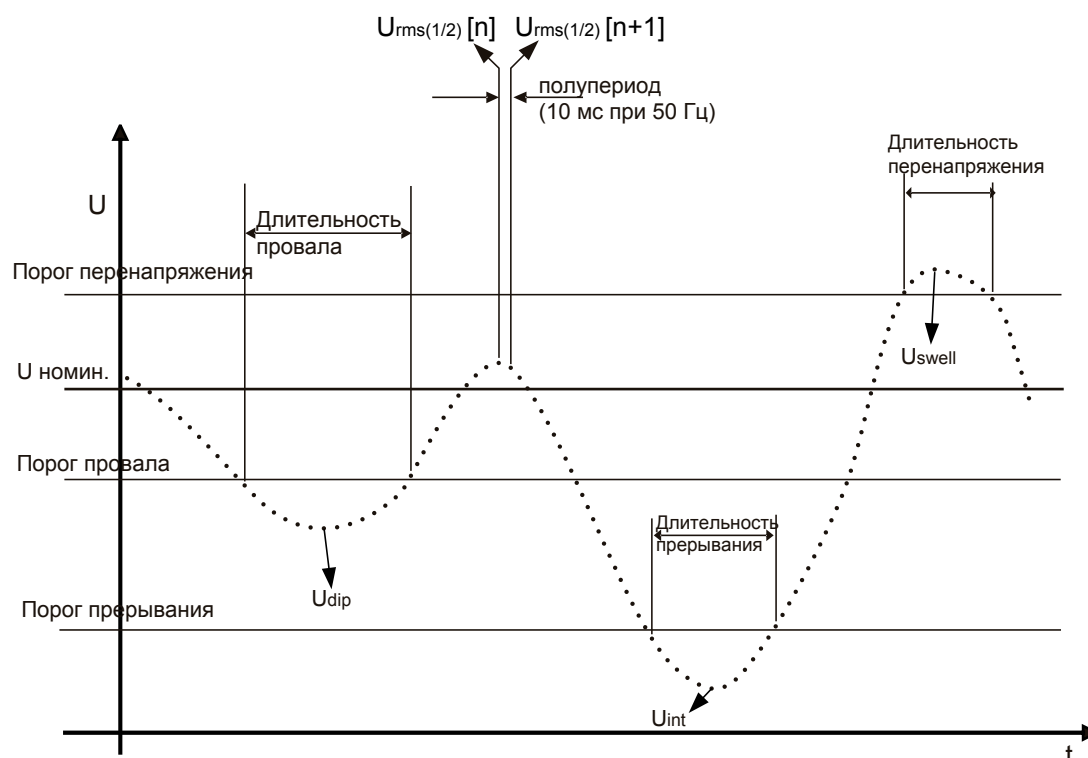 Urms(1/2) [n] Urms(1/2) [n+1]
полупериод
(10 мс при 50 Гц)
Длительность
перенапряжения
U
Длительность
провала
Порог перенапряжения
Uswell
U номин.
Порог провала
Длительность
прерывания
Udip
Порог прерывания
Uint
t